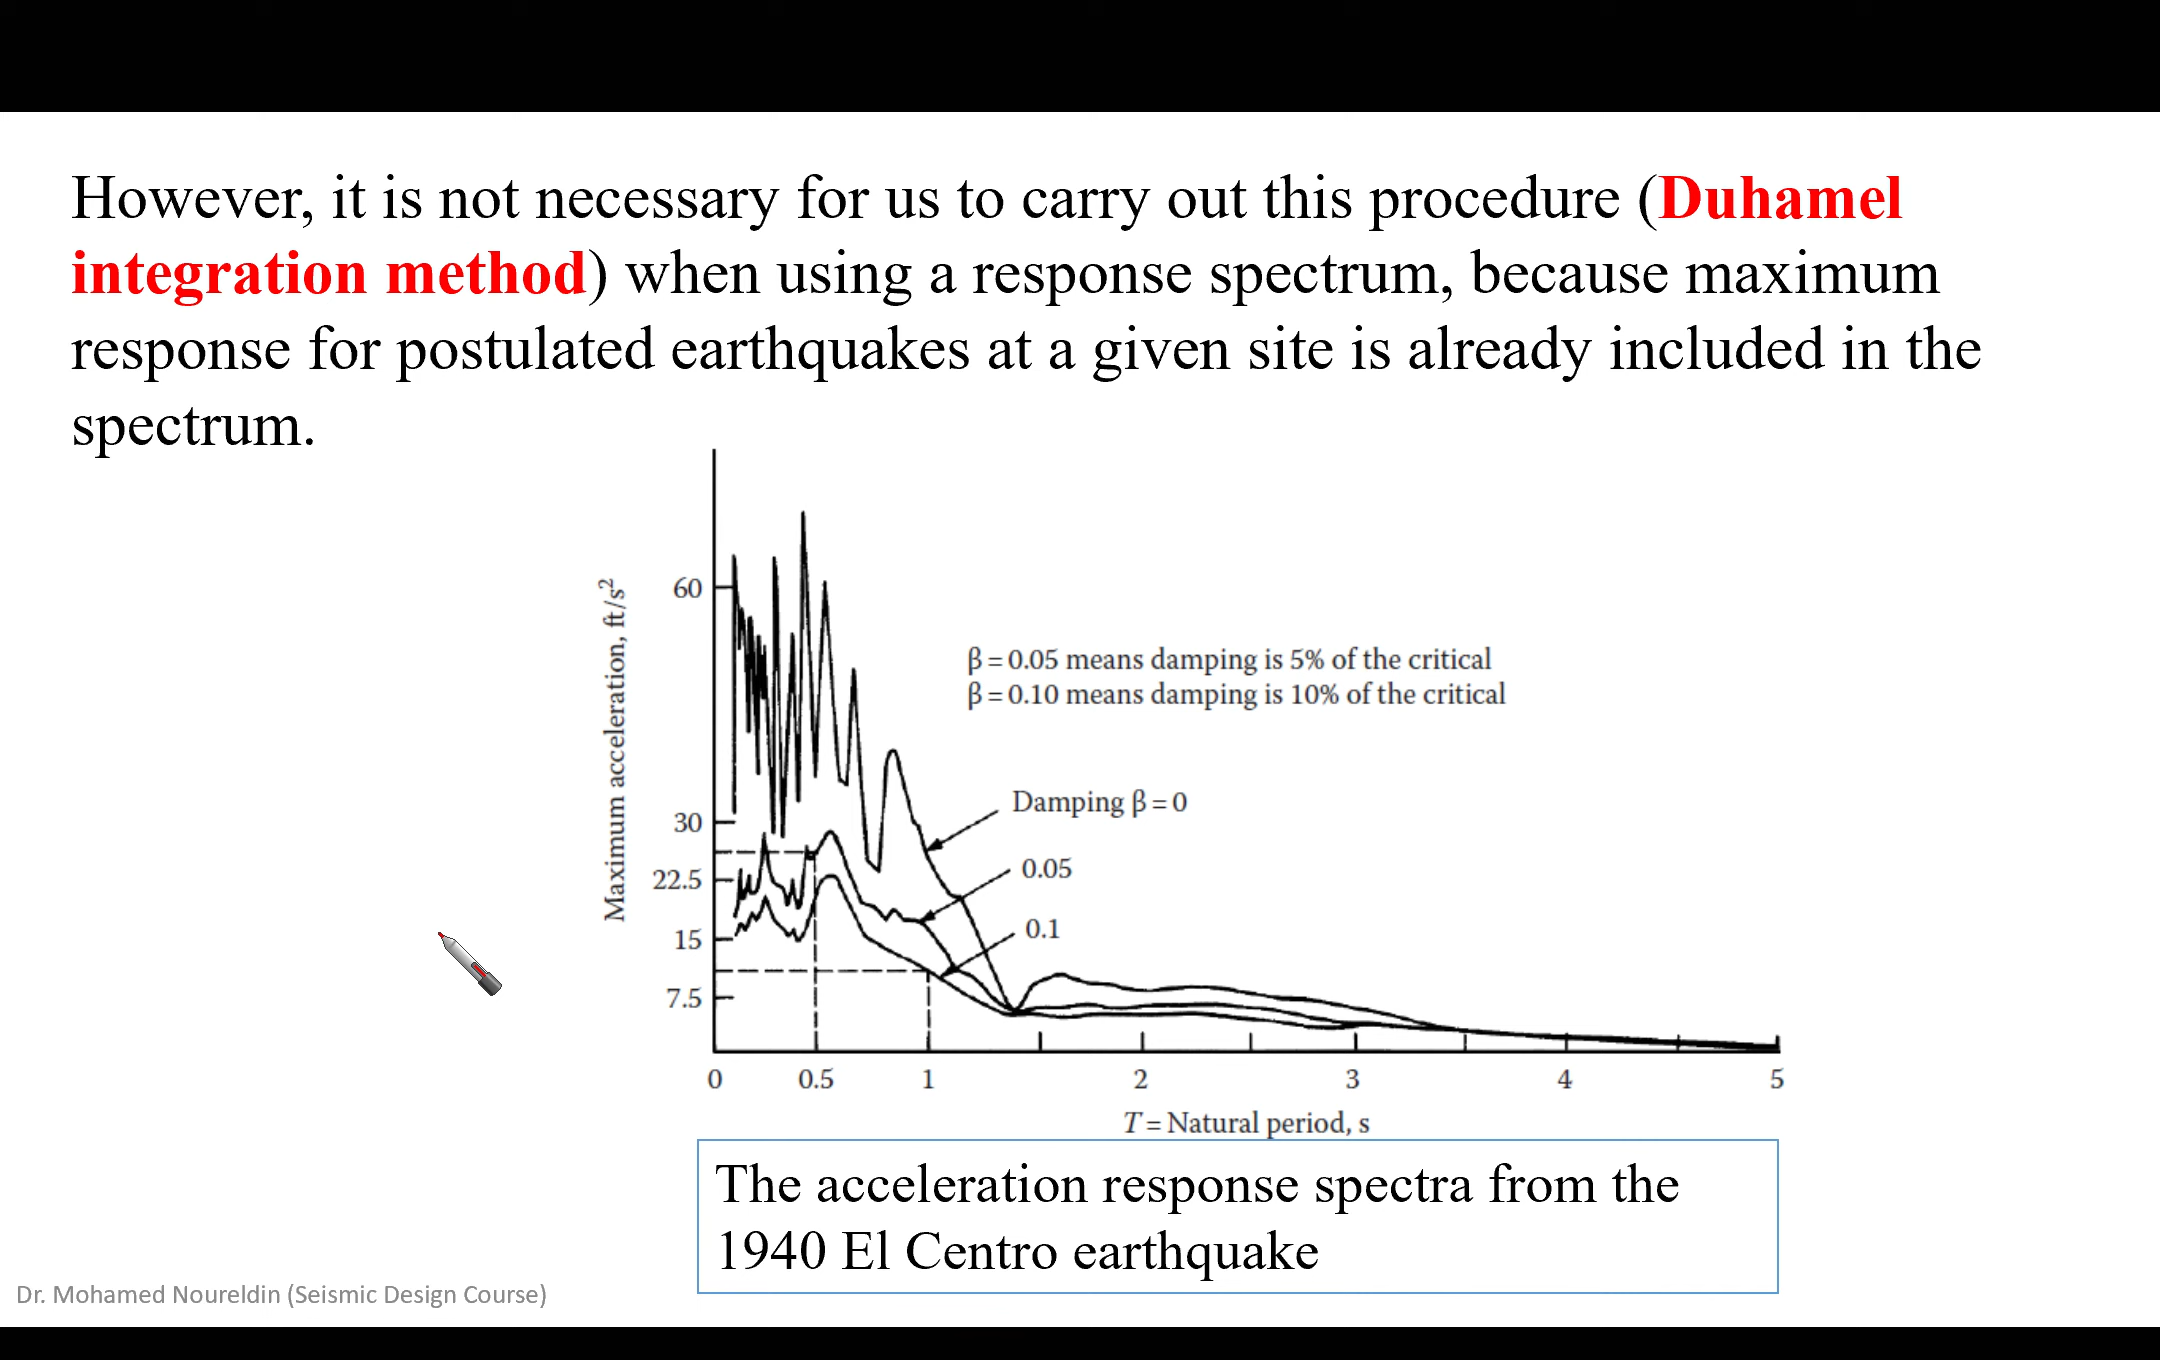 However, it is not necessary for us to carry out this procedure (Duhamel
integration method) when using a response spectrum, because maximum
response for postulated earthquakes at a given site is already included in the
spectrum.
Maximum acceleration, ft/s²
60
30
22.5
15
7.5
β = 0.05 means damping is 5% of the critical
β = 0.10 means damping is 10% of the critical
Damping β = 0
0.05
0.1
0 0.5 1 2 3 4 5
T = Natural period, s
The acceleration response spectra from the
1940 El Centro earthquake
Dr. Mohamed Noureldin (Seismic Design Course)